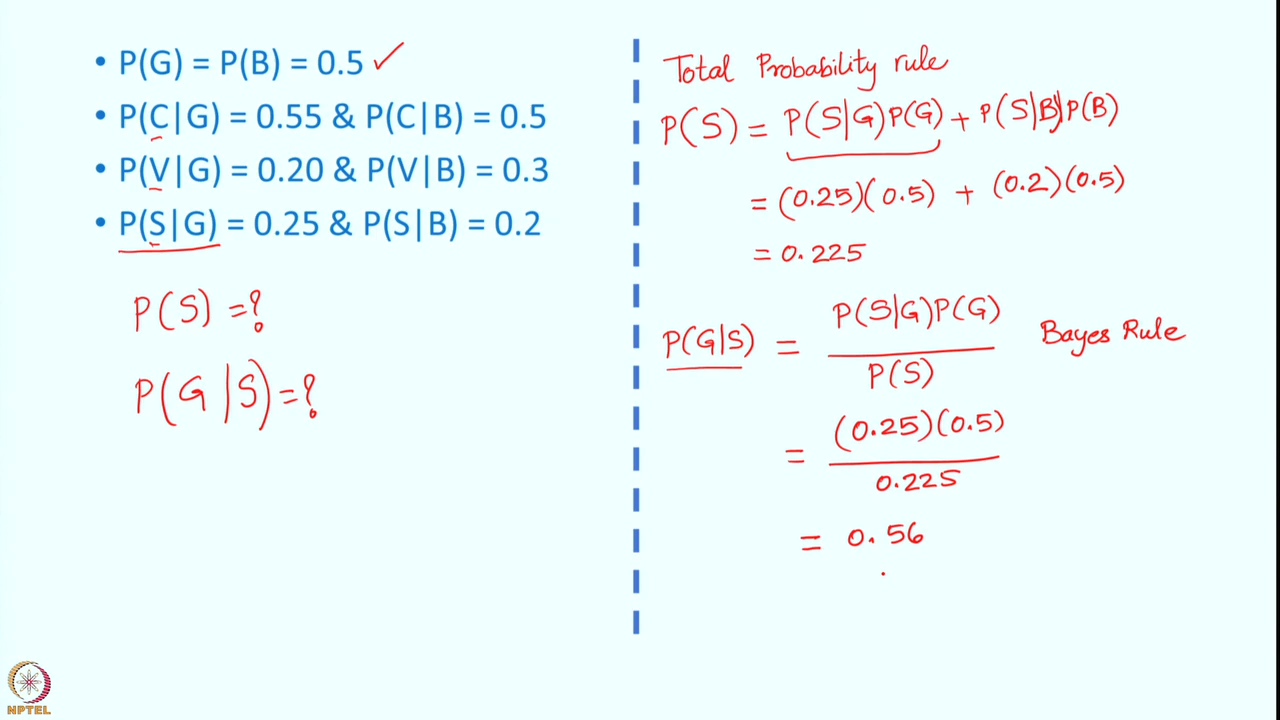 • P(G) = P(B) = 0.5 ✓
• P(C|G) = 0.55 & P(C|B) = 0.5
• P(V|G) = 0.20 & P(V|B) = 0.3
• P(S|G) = 0.25 & P(S|B) = 0.2
P(S) = ?
P(G|S) = ?
Total Probability rule
P(S) = P(S|G)P(G) + P(S|B)P(B)
= (0.25)(0.5) + (0.2)(0.5)
= 0.225
P(G|S) = P(S|G)P(G) Bayes Rule
P(S)
= (0.25)(0.5)
0.225
= 0.56
NPTEL